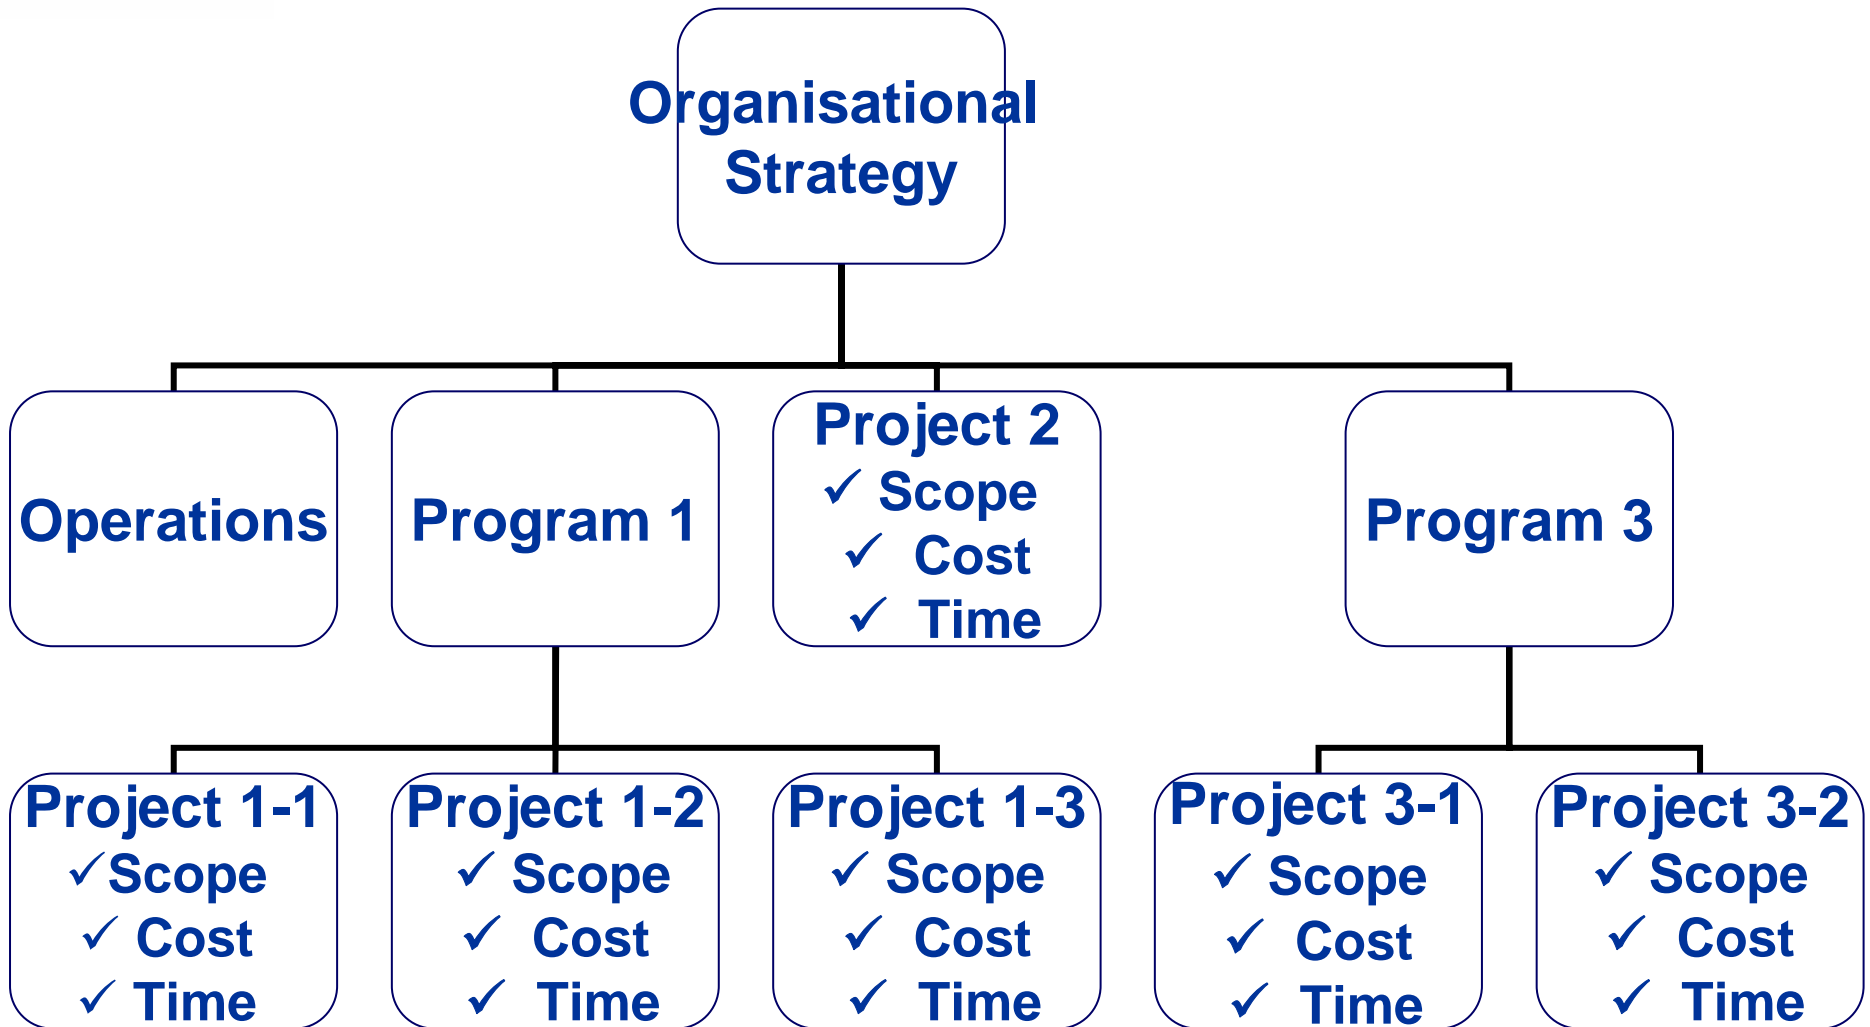 Organisational
Strategy
Operations
Program 1
Project 2
✓ Scope
✓ Cost
✓ Time
Program 3
Project 1-1
✓Scope
✓ Cost
✓ Time
Project 1-2
✓ Scope
✓ Cost
✓ Time
Project 1-3
✓ Scope
✓ Cost
✓ Time
Project 3-1
✓ Scope
✓ Cost
✓ Time
Project 3-2
✓ Scope
✓ Cost
✓ Time